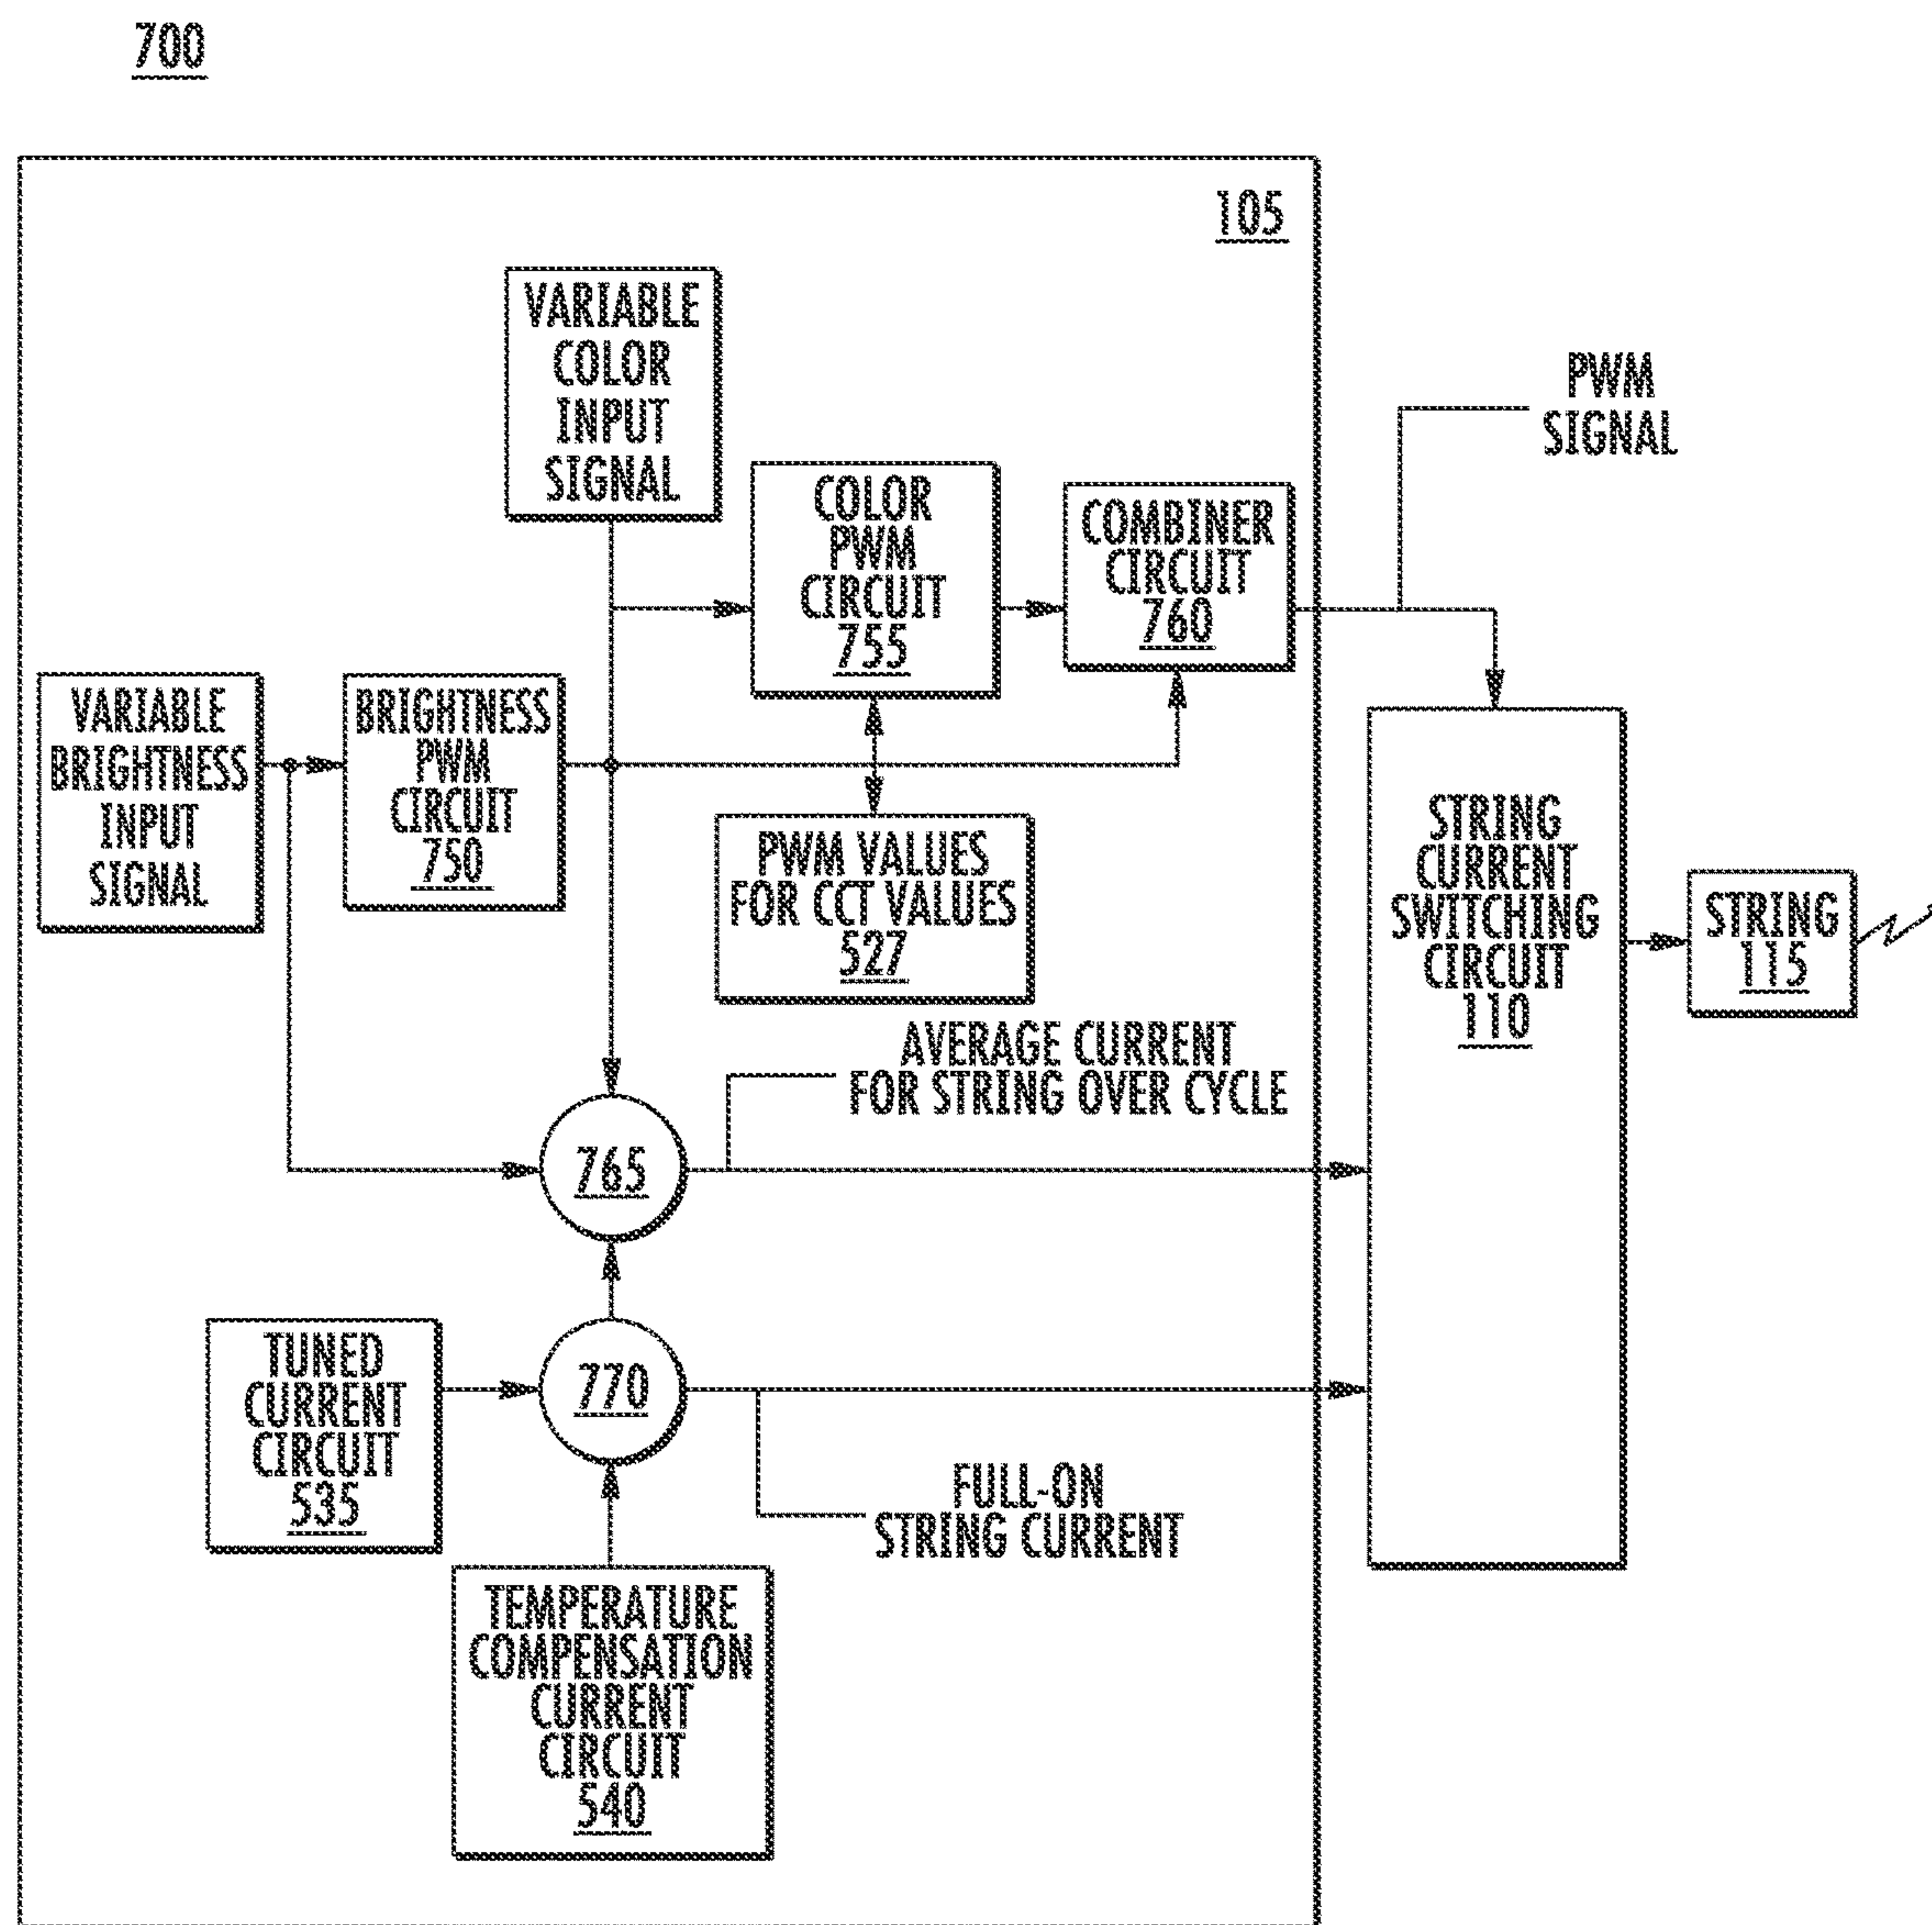 700
105
VARIABLE
COLOR
INPUT
SIGNAL
PWM
SIGNAL
COLOR
PWM
CIRCUIT
755
COMBINER
CIRCUIT
760
VARIABLE
BRIGHTNESS
INPUT
SIGNAL
BRIGHTNESS
PWM
CIRCUIT
750
PWM VALUES
FOR CCT VALUES
527
STRING
CURRENT
SWITCHING
CIRCUIT
110
STRING
115
AVERAGE CURRENT
FOR STRING OVER CYCLE
765
TUNED
CURRENT
CIRCUIT
535
770
FULL-ON
STRING CURRENT
TEMPERATURE
COMPENSATION
CURRENT
CIRCUIT
540